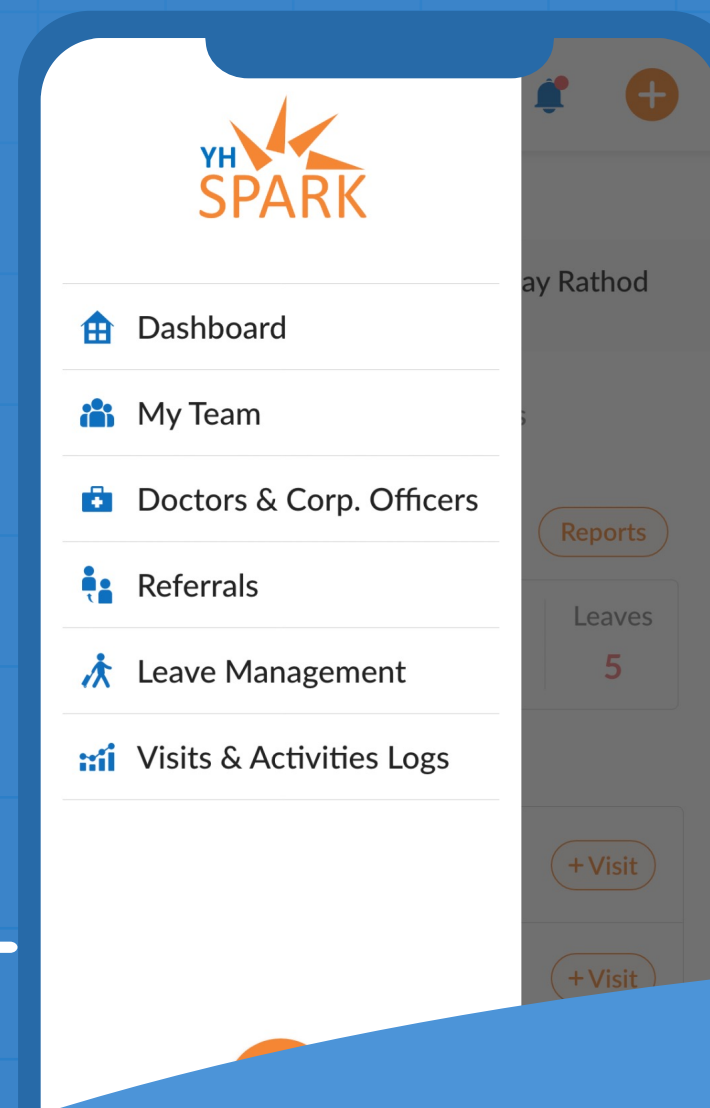 YH
SPARK
ay Rathod
Dashboard
My Team
Doctors & Corp. Officers
Reports
Referrals
Leaves
5
Leave Management
Visits & Activities Logs
+ Visit
+ Visit